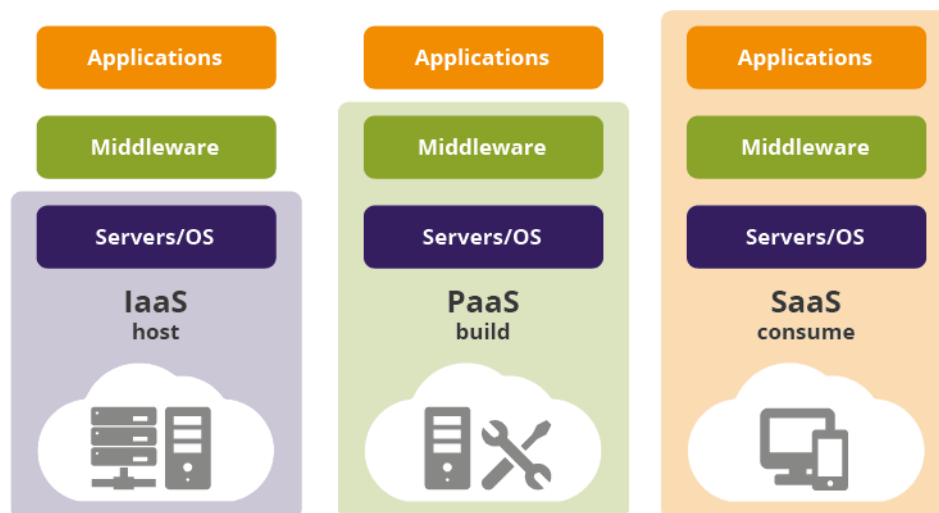 Applications
Applications
Applications
Middleware
Middleware
Middleware
Servers/OS
Servers/OS
Servers/OS
IaaS
host
PaaS
build
SaaS
consume